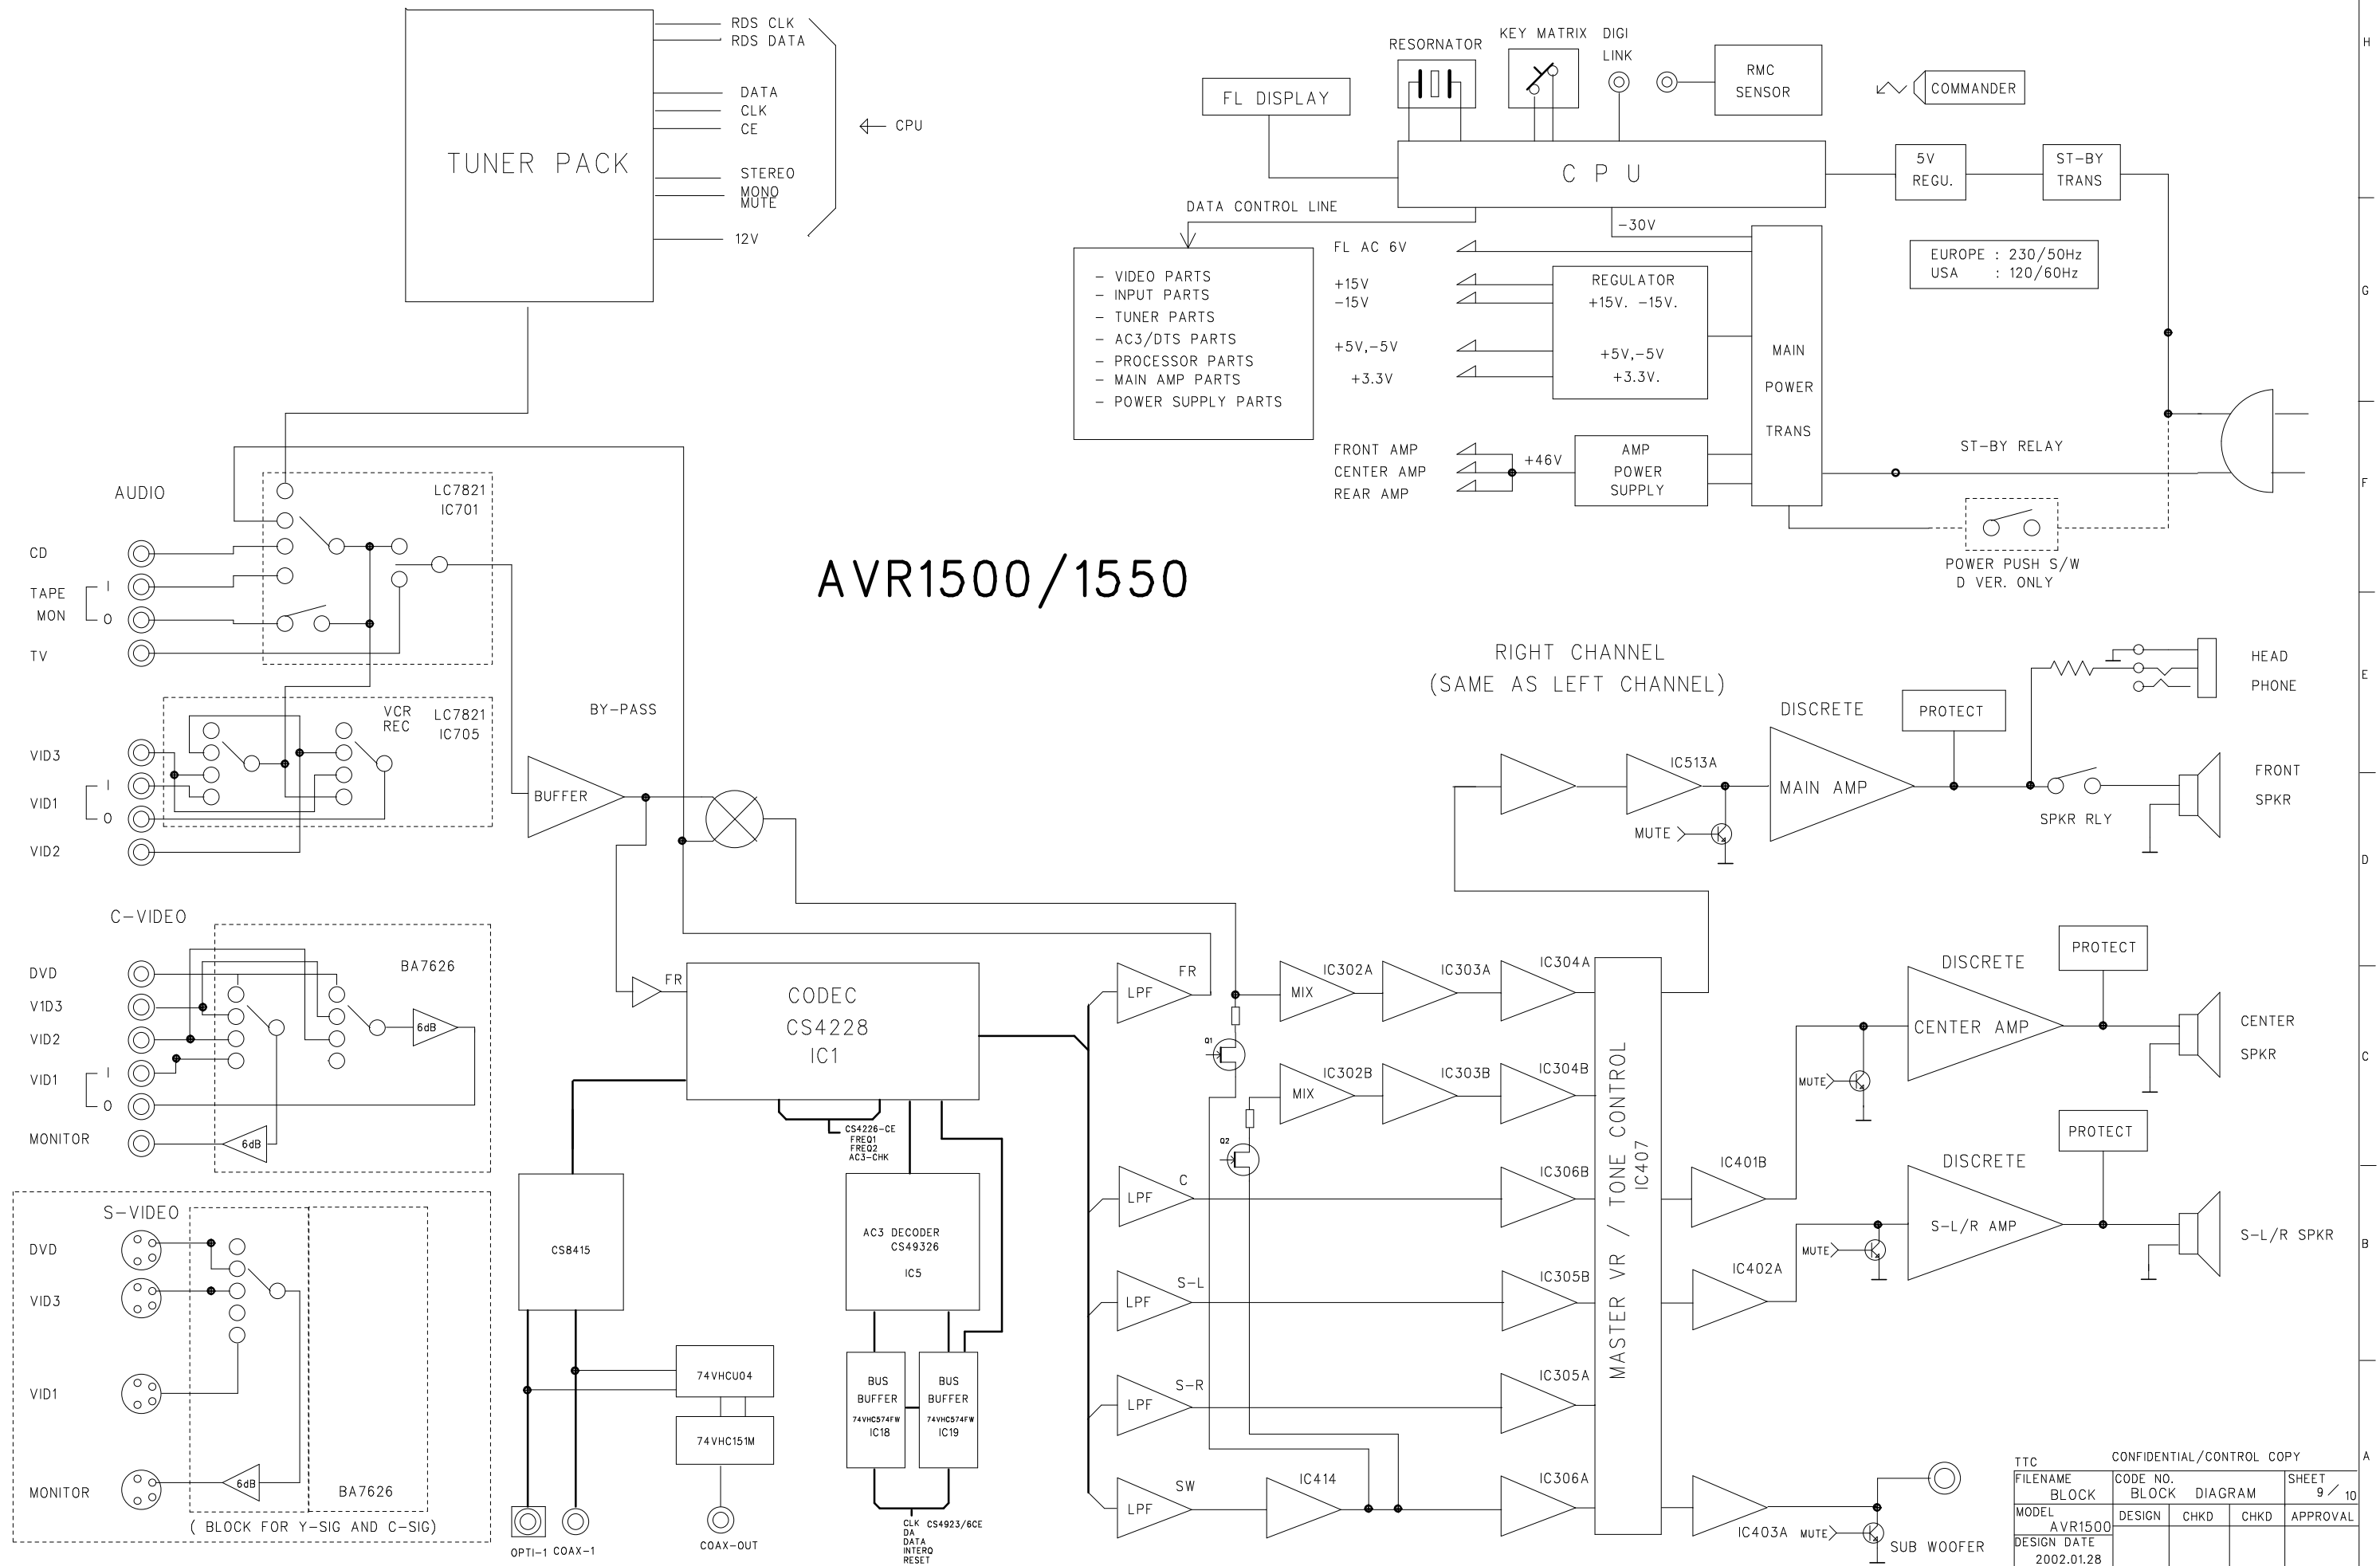 RDS CLK
RDS DATA
DATA
CLK
CE
STEREO
MONO
MUTE
12V
CPU
TUNER PACK
RESORNATOR
KEY MATRIX
DIGI
LINK
RMC
SENSOR
COMMANDER
FL DISPLAY
C P U
5V
REGU.
ST-BY
TRANS
DATA CONTROL LINE
-30V
- VIDEO PARTS
- INPUT PARTS
- TUNER PARTS
- AC3/DTS PARTS
- PROCESSOR PARTS
- MAIN AMP PARTS
- POWER SUPPLY PARTS
FL AC 6V
+15V
-15V
+5V,-5V
+3.3V
REGULATOR
+15V. -15V.
+5V,-5V
+3.3V.
MAIN
POWER
TRANS
EUROPE : 230/50Hz
USA : 120/60Hz
FRONT AMP
CENTER AMP
REAR AMP
+46V
AMP
POWER
SUPPLY
ST-BY RELAY
POWER PUSH S/W
D VER. ONLY
AUDIO
LC7821
IC701
CD
TAPE
MON
I
O
TV
AVR1500/1550
VCR
REC
LC7821
IC705
VID3
VID1
I
O
VID2
BY-PASS
BUFFER
RIGHT CHANNEL
(SAME AS LEFT CHANNEL)
IC513A
MUTE
DISCRETE
MAIN AMP
PROTECT
HEAD
PHONE
SPKR RLY
FRONT
SPKR
C-VIDEO
BA7626
DVD
V1D3
VID2
VID1
I
O
MONITOR
6dB
6dB
FR
CODEC
CS4228
IC1
CS4226-CE
FREQ1
FREQ2
AC3-CHK
LPF
FR
MIX
IC302A
IC303A
IC304A
Q1
MIX
IC302B
IC303B
IC304B
Q2
LPF
C
IC306B
LPF
S-L
IC305B
LPF
S-R
IC305A
LPF
SW
IC414
IC306A
MASTER VR / TONE CONTROL
IC407
IC401B
IC402A
IC403A
MUTE
SUB WOOFER
MUTE
DISCRETE
CENTER AMP
PROTECT
CENTER
SPKR
MUTE
DISCRETE
S-L/R AMP
PROTECT
S-L/R SPKR
S-VIDEO
DVD
VID3
VID1
MONITOR
6dB
BA7626
( BLOCK FOR Y-SIG AND C-SIG)
CS8415
AC3 DECODER
CS49326
IC5
74VHCU04
74VHC151M
BUS
BUFFER
74VHC574FW
IC18
BUS
BUFFER
74VHC574FW
IC19
CLK CS4923/6CE
DA
DATA
INTERQ
RESET
OPTI-1
COAX-1
COAX-OUT
TTC CONFIDENTIAL/CONTROL COPY
FILENAME
BLOCK
CODE NO.
BLOCK DIAGRAM
SHEET
9 / 10
MODEL
AVR1500
DESIGN
CHKD
CHKD
APPROVAL
DESIGN DATE
2002.01.28
H
G
F
E
D
C
B
A